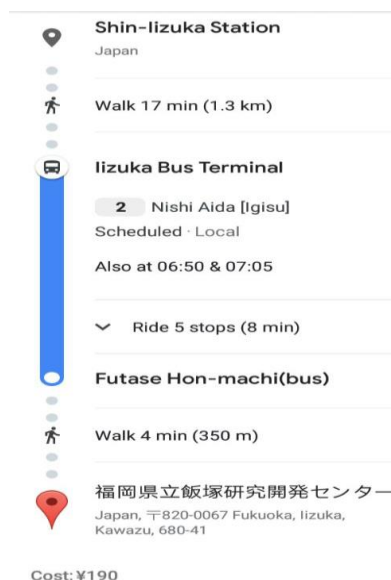 Shin-Iizuka Station
Japan
Walk 17 min (1.3 km)
Iizuka Bus Terminal
2 Nishi Aida [Igisu]
Scheduled · Local
Also at 06:50 & 07:05
Ride 5 stops (8 min)
Futase Hon-machi(bus)
Walk 4 min (350 m)
福岡県立飯塚研究開発センター
Japan, 〒820-0067 Fukuoka, Iizuka,
Kawazu, 680-41
Cost: ¥190